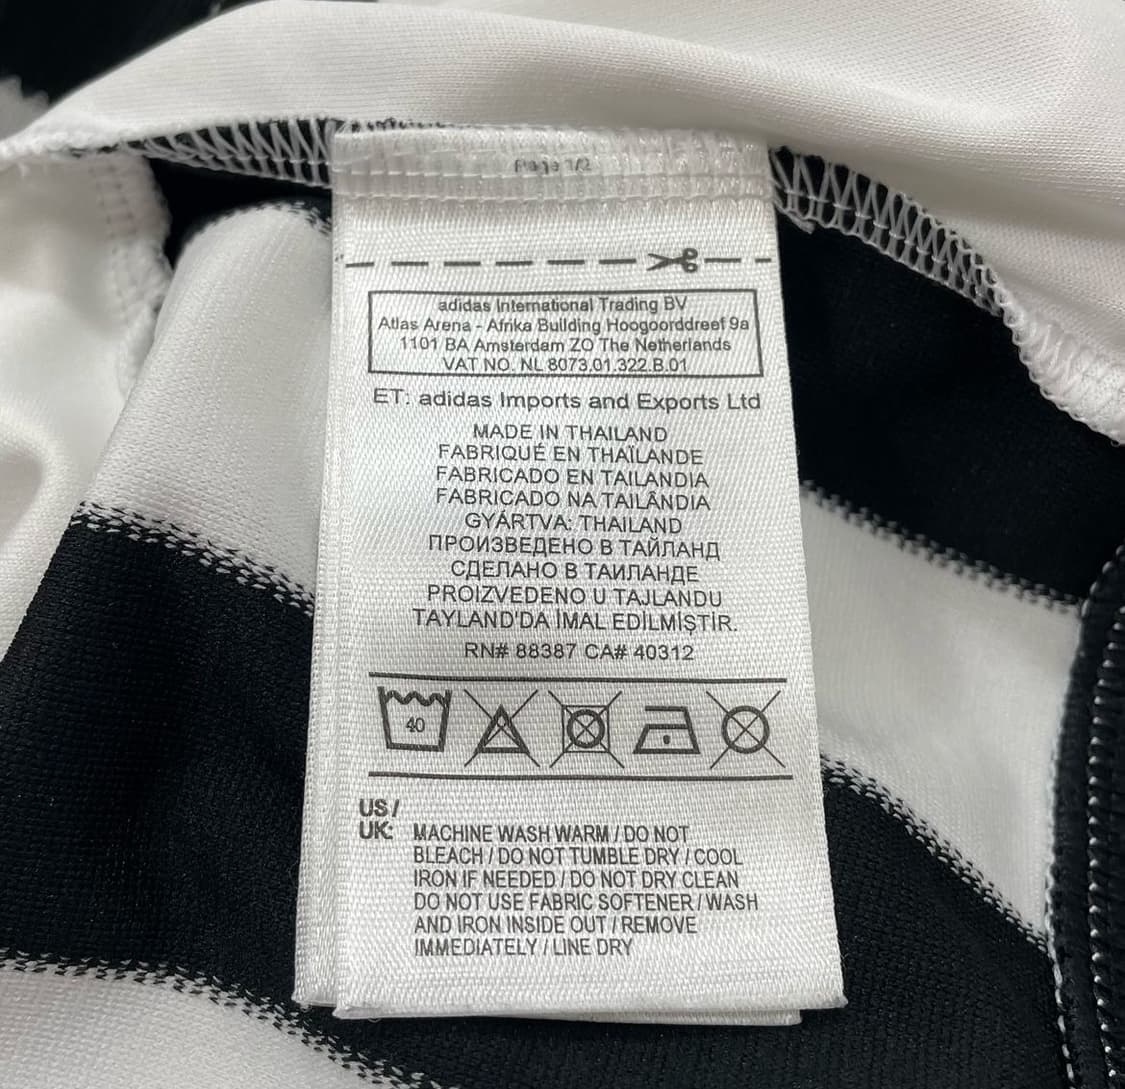 Page 1/2
adidas International Trading BV
Atlas Arena - Afrika Building Hoogoorddreef 9a
1101 BA Amsterdam ZO The Netherlands
VAT NO. NL 8073.01.322.B.01
ET: adidas Imports and Exports Ltd
MADE IN THAILAND
FABRIQUÉ EN THAÏLANDE
FABRICADO EN TAILANDIA
FABRICADO NA TAILÂNDIA
GYÁRTVA: THAILAND
ПРОИЗВЕДЕНО В ТАЙЛАНД
СДЕЛАНО В ТАИЛАНДЕ
PROIZVEDENO U TAJLANDU
TAYLAND'DA İMAL EDİLMİŞTİR.
RN# 88387 CA# 40312
40
US /
UK: MACHINE WASH WARM / DO NOT
BLEACH / DO NOT TUMBLE DRY / COOL
IRON IF NEEDED / DO NOT DRY CLEAN
DO NOT USE FABRIC SOFTENER / WASH
AND IRON INSIDE OUT / REMOVE
IMMEDIATELY / LINE DRY